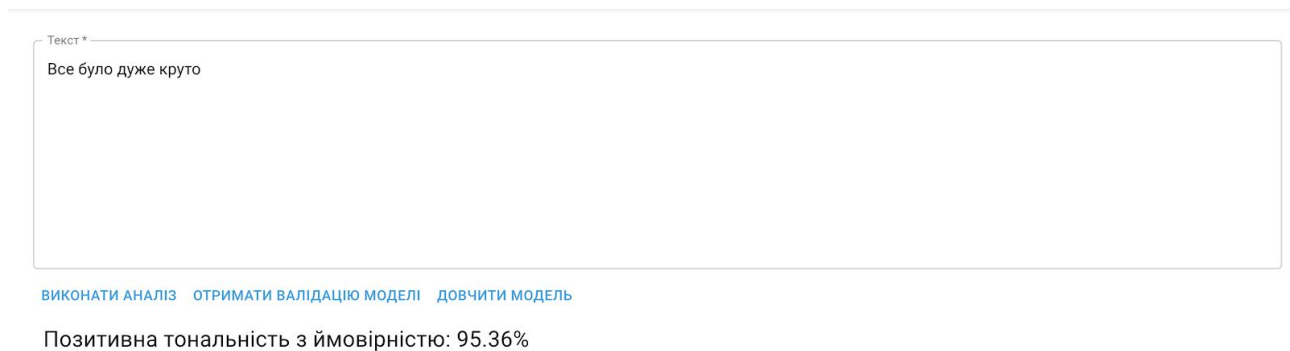 Текст *
Все було дуже круто
ВИКОНАТИ АНАЛІЗ ОТРИМАТИ ВАЛІДАЦІЮ МОДЕЛІ ДОВЧИТИ МОДЕЛЬ
Позитивна тональність з ймовірністю: 95.36%